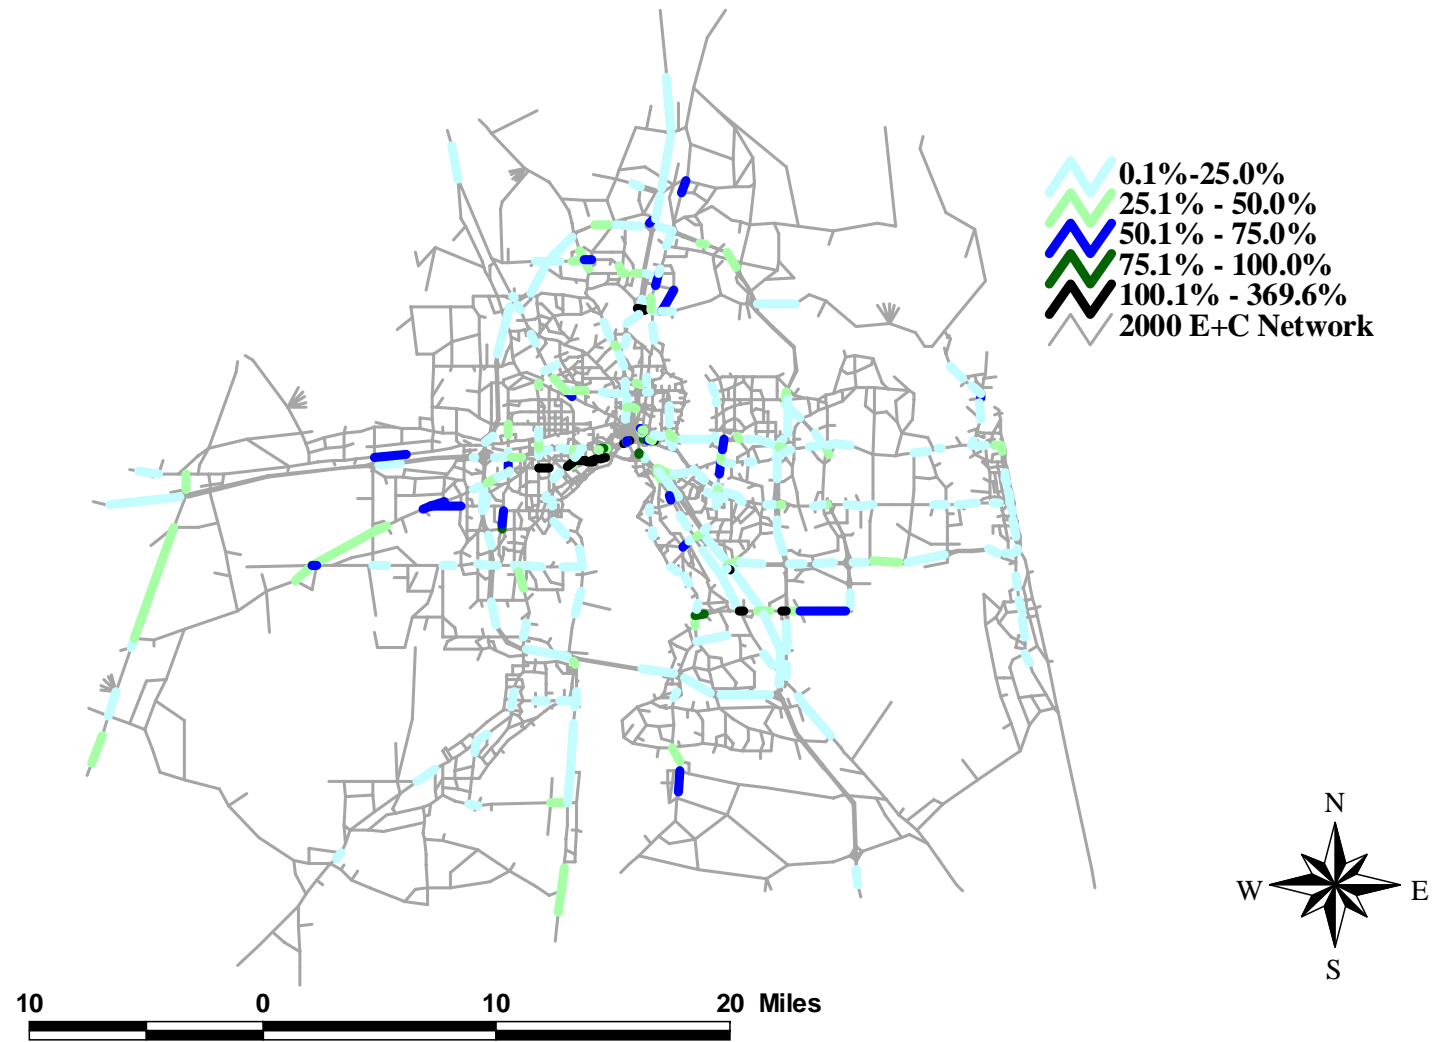 0.1%-25.0%
25.1% - 50.0%
50.1% - 75.0%
75.1% - 100.0%
100.1% - 369.6%
2000 E+C Network
N
W E
S
10 0 10 20 Miles